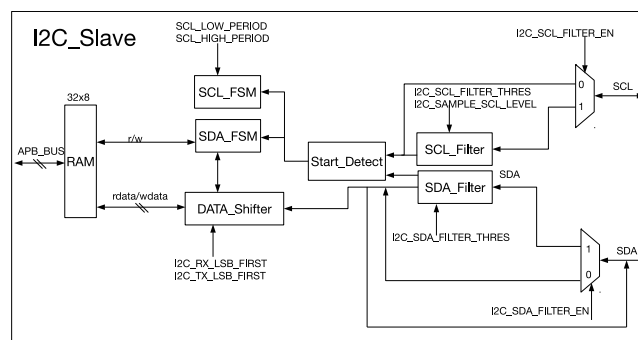 I2C_Slave
SCL_LOW_PERIOD
SCL_HIGH_PERIOD
I2C_SCL_FILTER_EN
32x8
SCL_FSM
I2C_SCL_FILTER_THRES
I2C_SAMPLE_SCL_LEVEL
0
SCL
1
r/w
SDA_FSM
APB_BUS
RAM
Start_Detect
SCL_Filter
SDA
SDA_Filter
rdata/wdata
DATA_Shifter
I2C_SDA_FILTER_THRES
1
SDA
0
I2C_RX_LSB_FIRST
I2C_TX_LSB_FIRST
I2C_SDA_FILTER_EN